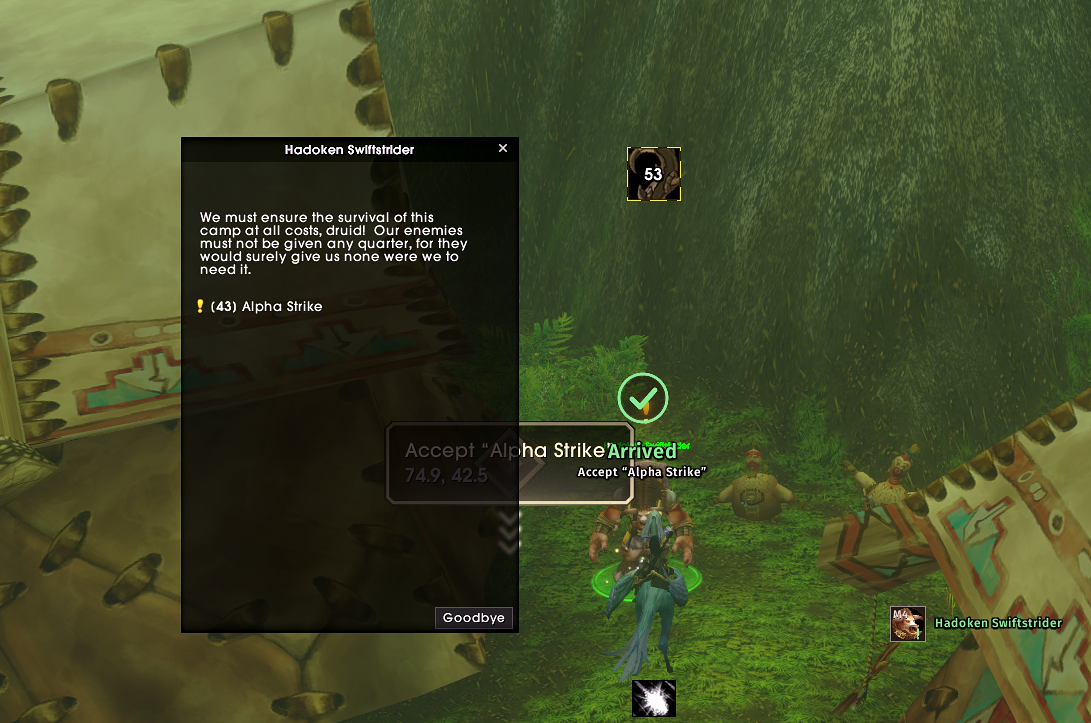 Hadoken Swiftstrider
We must ensure the survival of this
camp at all costs, druid! Our enemies
must not be given any quarter, for they
would surely give us none were we to
need it.
(43) Alpha Strike
Goodbye
53
Accept “Alpha Strike”
74.9, 42.5
Arrived
Accept “Alpha Strike”
M4
Hadoken Swiftstrider